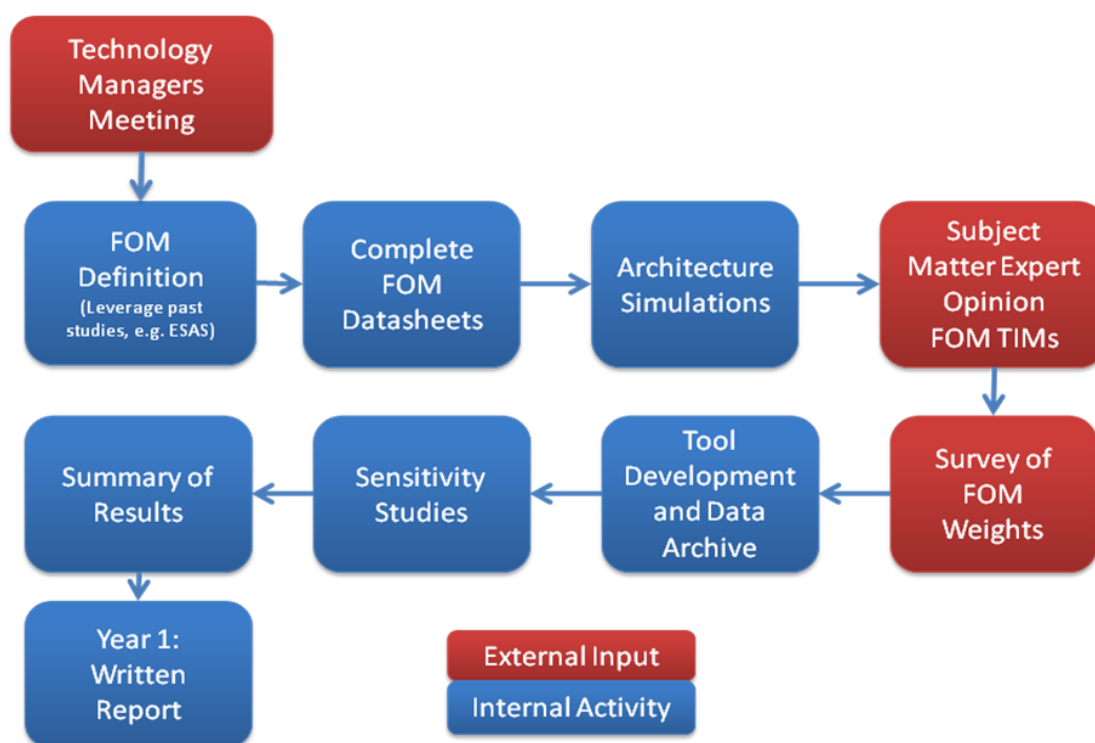 Technology
Managers
Meeting
FOM
Definition
(Leverage past
studies, e.g. ESAS)
Complete
FOM
Datasheets
Architecture
Simulations
Subject
Matter Expert
Opinion
FOM TIMs
Survey of
FOM
Weights
Tool
Development
and Data
Archive
Sensitivity
Studies
Summary of
Results
Year 1:
Written
Report
External Input
Internal Activity